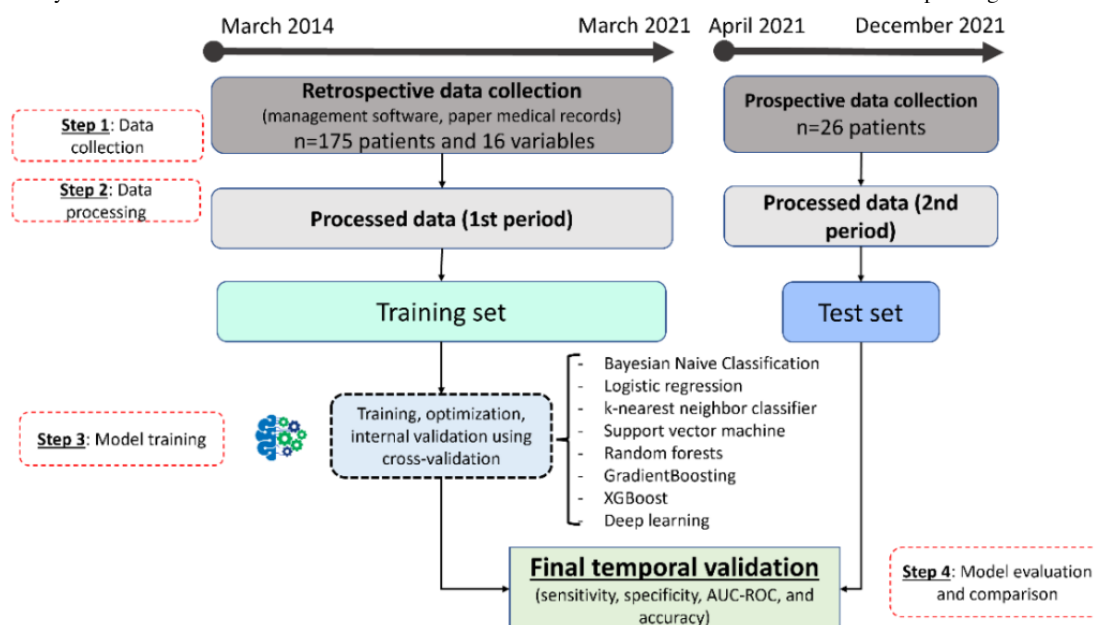 March 2014
March 2021
April 2021
December 2021
Retrospective data collection
(management software, paper medical records)
n=175 patients and 16 variables
Prospective data collection
n=26 patients
Step 1: Data
collection
Step 2: Data
processing
Processed data (1st period)
Processed data (2nd
period)
Training set
Test set
Step 3: Model training
Training, optimization,
internal validation using
cross-validation
- Bayesian Naive Classification
- Logistic regression
- k-nearest neighbor classifier
- Support vector machine
- Random forests
- GradientBoosting
- XGBoost
- Deep learning
Final temporal validation
(sensitivity, specificity, AUC-ROC, and
accuracy)
Step 4: Model evaluation
and comparison